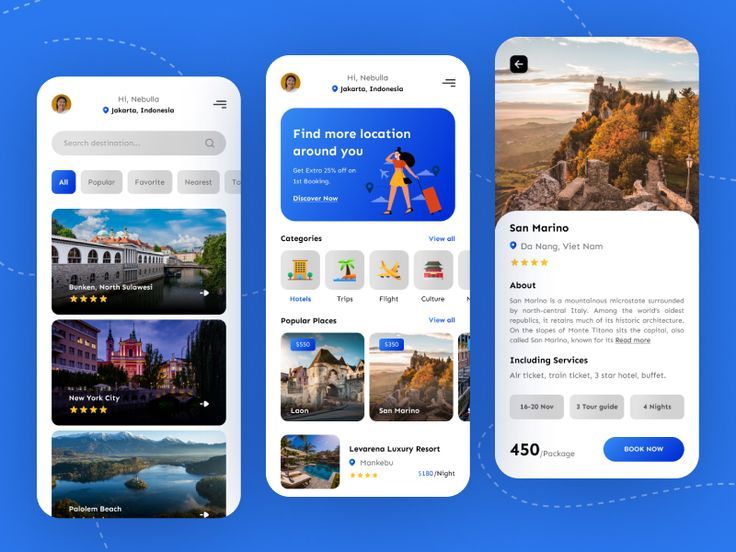 Hi, Nebulla
Jakarta, Indonesia
Search destination...
All
Popular
Favorite
Nearest
To
Bunken, North Sulawesi
New York City
Palolem Beach
Hi, Nebulla
Jakarta, Indonesia
Find more location
around you
Get Extra 25% off on
1st Booking.
Discover Now
Categories
View all
Hotels
Trips
Flight
Culture
N
Popular Places
View all
$550
$350
Laon
San Marino
S
Levarena Luxury Resort
Mankebu
$180/Night
San Marino
Da Nang, Viet Nam
About
San Marino is a mountainous microstate surrounded
by north-central Italy. Among the world's oldest
republics, it retains much of its historic architecture.
On the slopes of Monte Titano sits the capital, also
called San Marino, known for its Read more
Including Services
Air ticket, train ticket, 3 star hotel, buffet.
16-20 Nov
3 Tour guide
4 Nights
450/Package
BOOK NOW